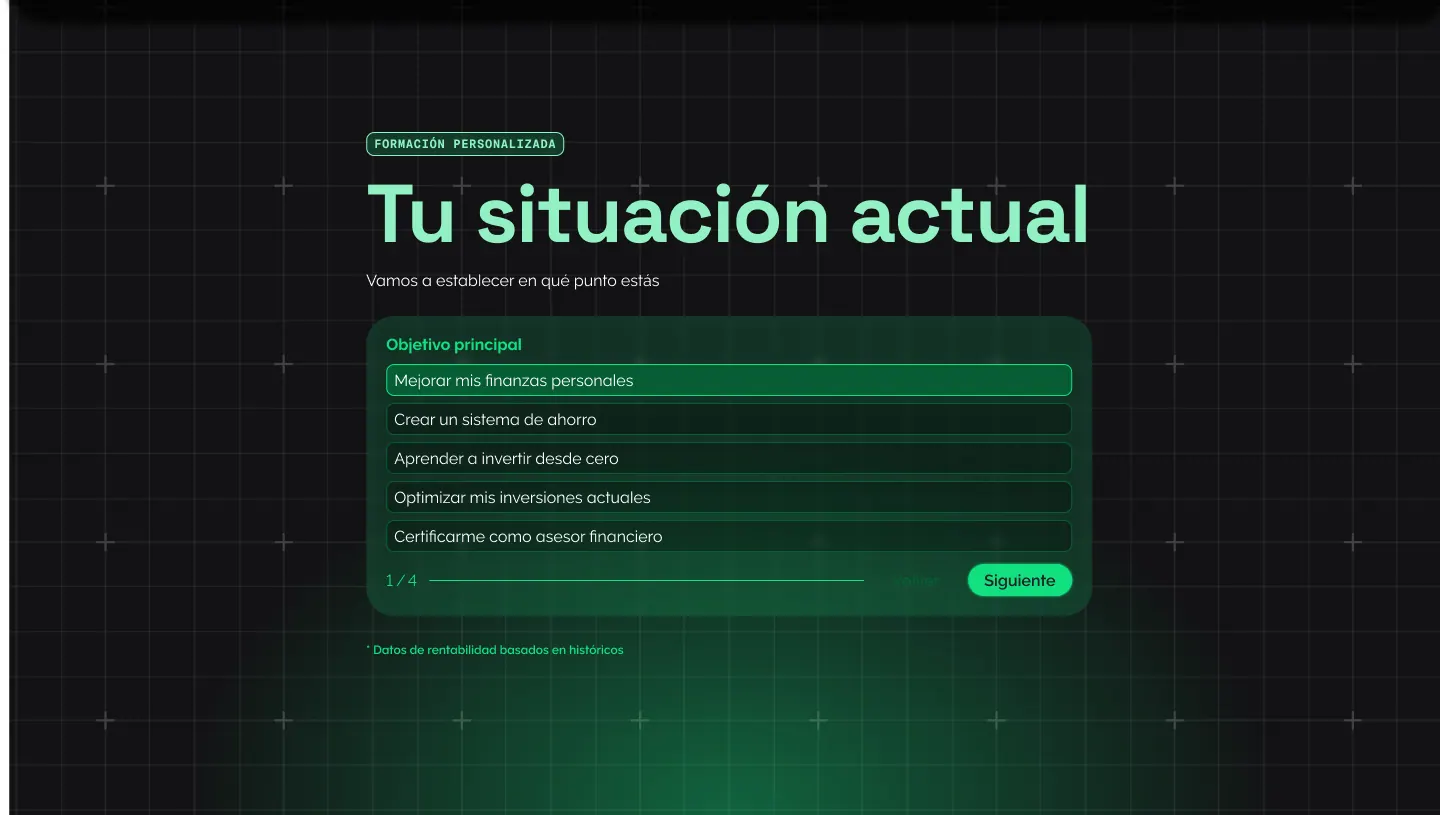 FORMACIÓN PERSONALIZADA
Tu situación actual
Vamos a establecer en qué punto estás
Objetivo principal
Mejorar mis finanzas personales
Crear un sistema de ahorro
Aprender a invertir desde cero
Optimizar mis inversiones actuales
Certificarme como asesor financiero
1 / 4
Siguiente
* Datos de rentabilidad basados en históricos